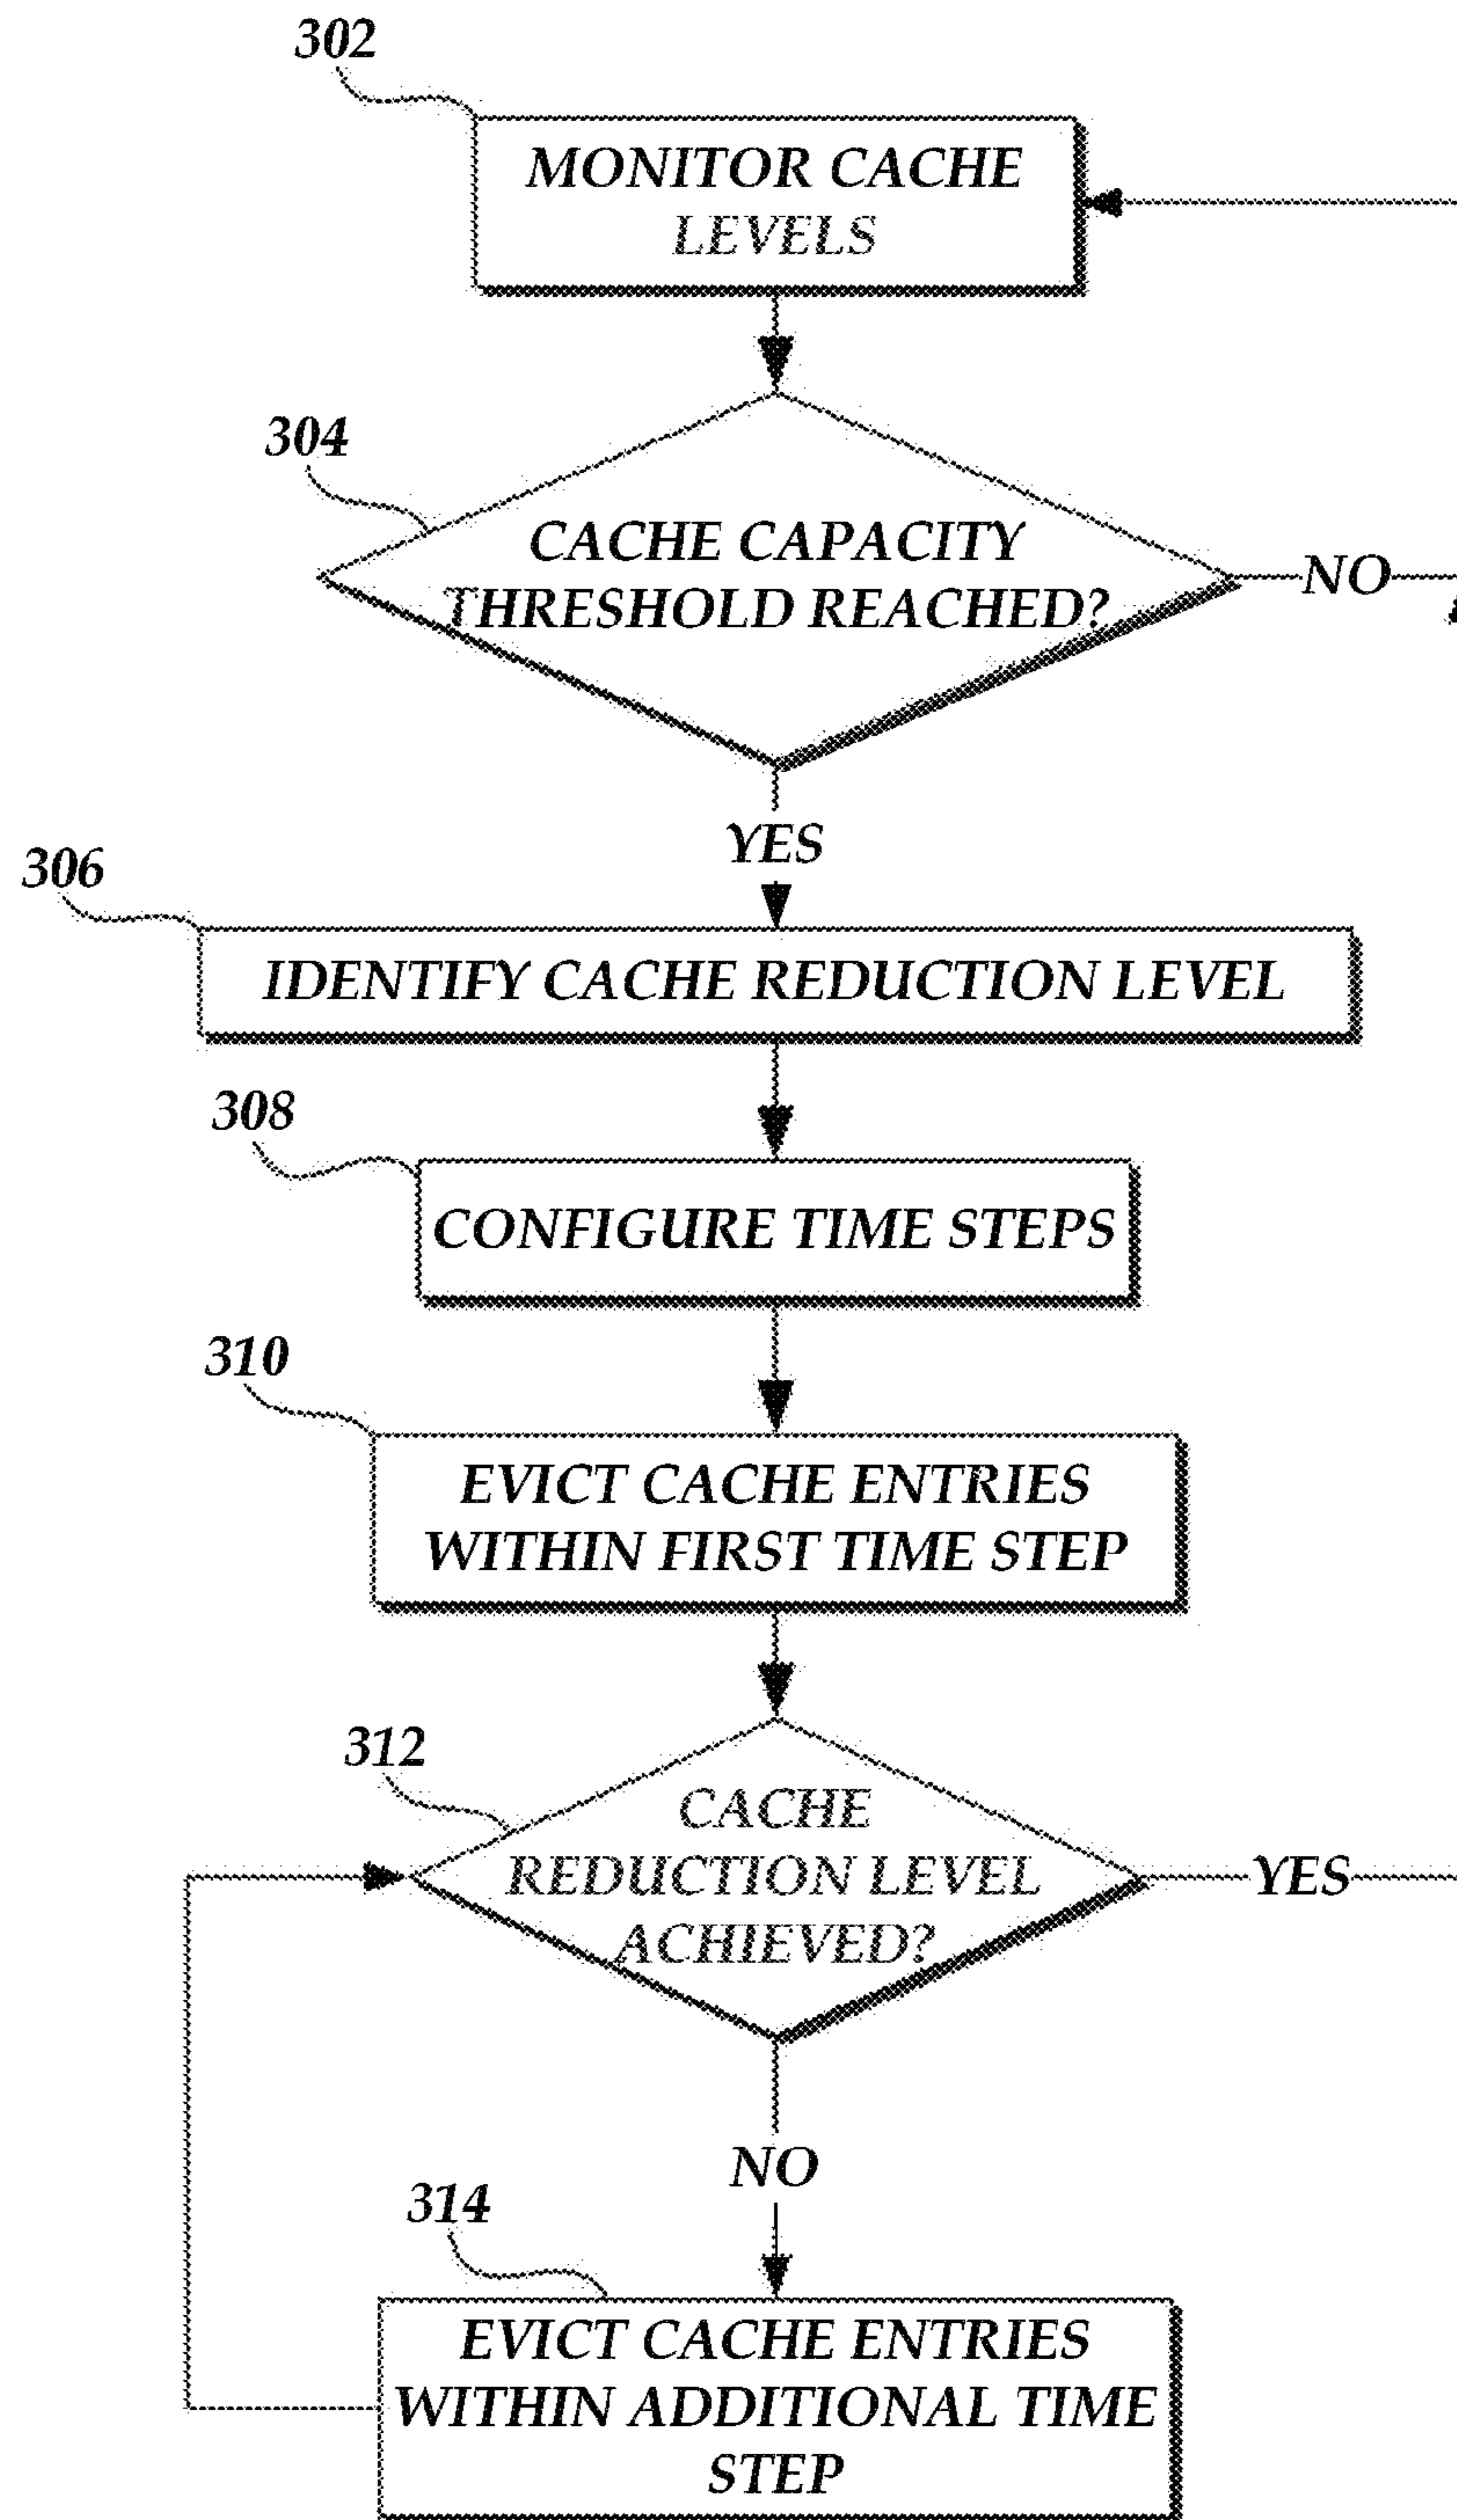 302
MONITOR CACHE
LEVELS
304
CACHE CAPACITY
THRESHOLD REACHED?
NO
YES
306
IDENTIFY CACHE REDUCTION LEVEL
308
CONFIGURE TIME STEPS
310
EVICT CACHE ENTRIES
WITHIN FIRST TIME STEP
312
CACHE
REDUCTION LEVEL
ACHIEVED?
YES
NO
314
EVICT CACHE ENTRIES
WITHIN ADDITIONAL TIME
STEP